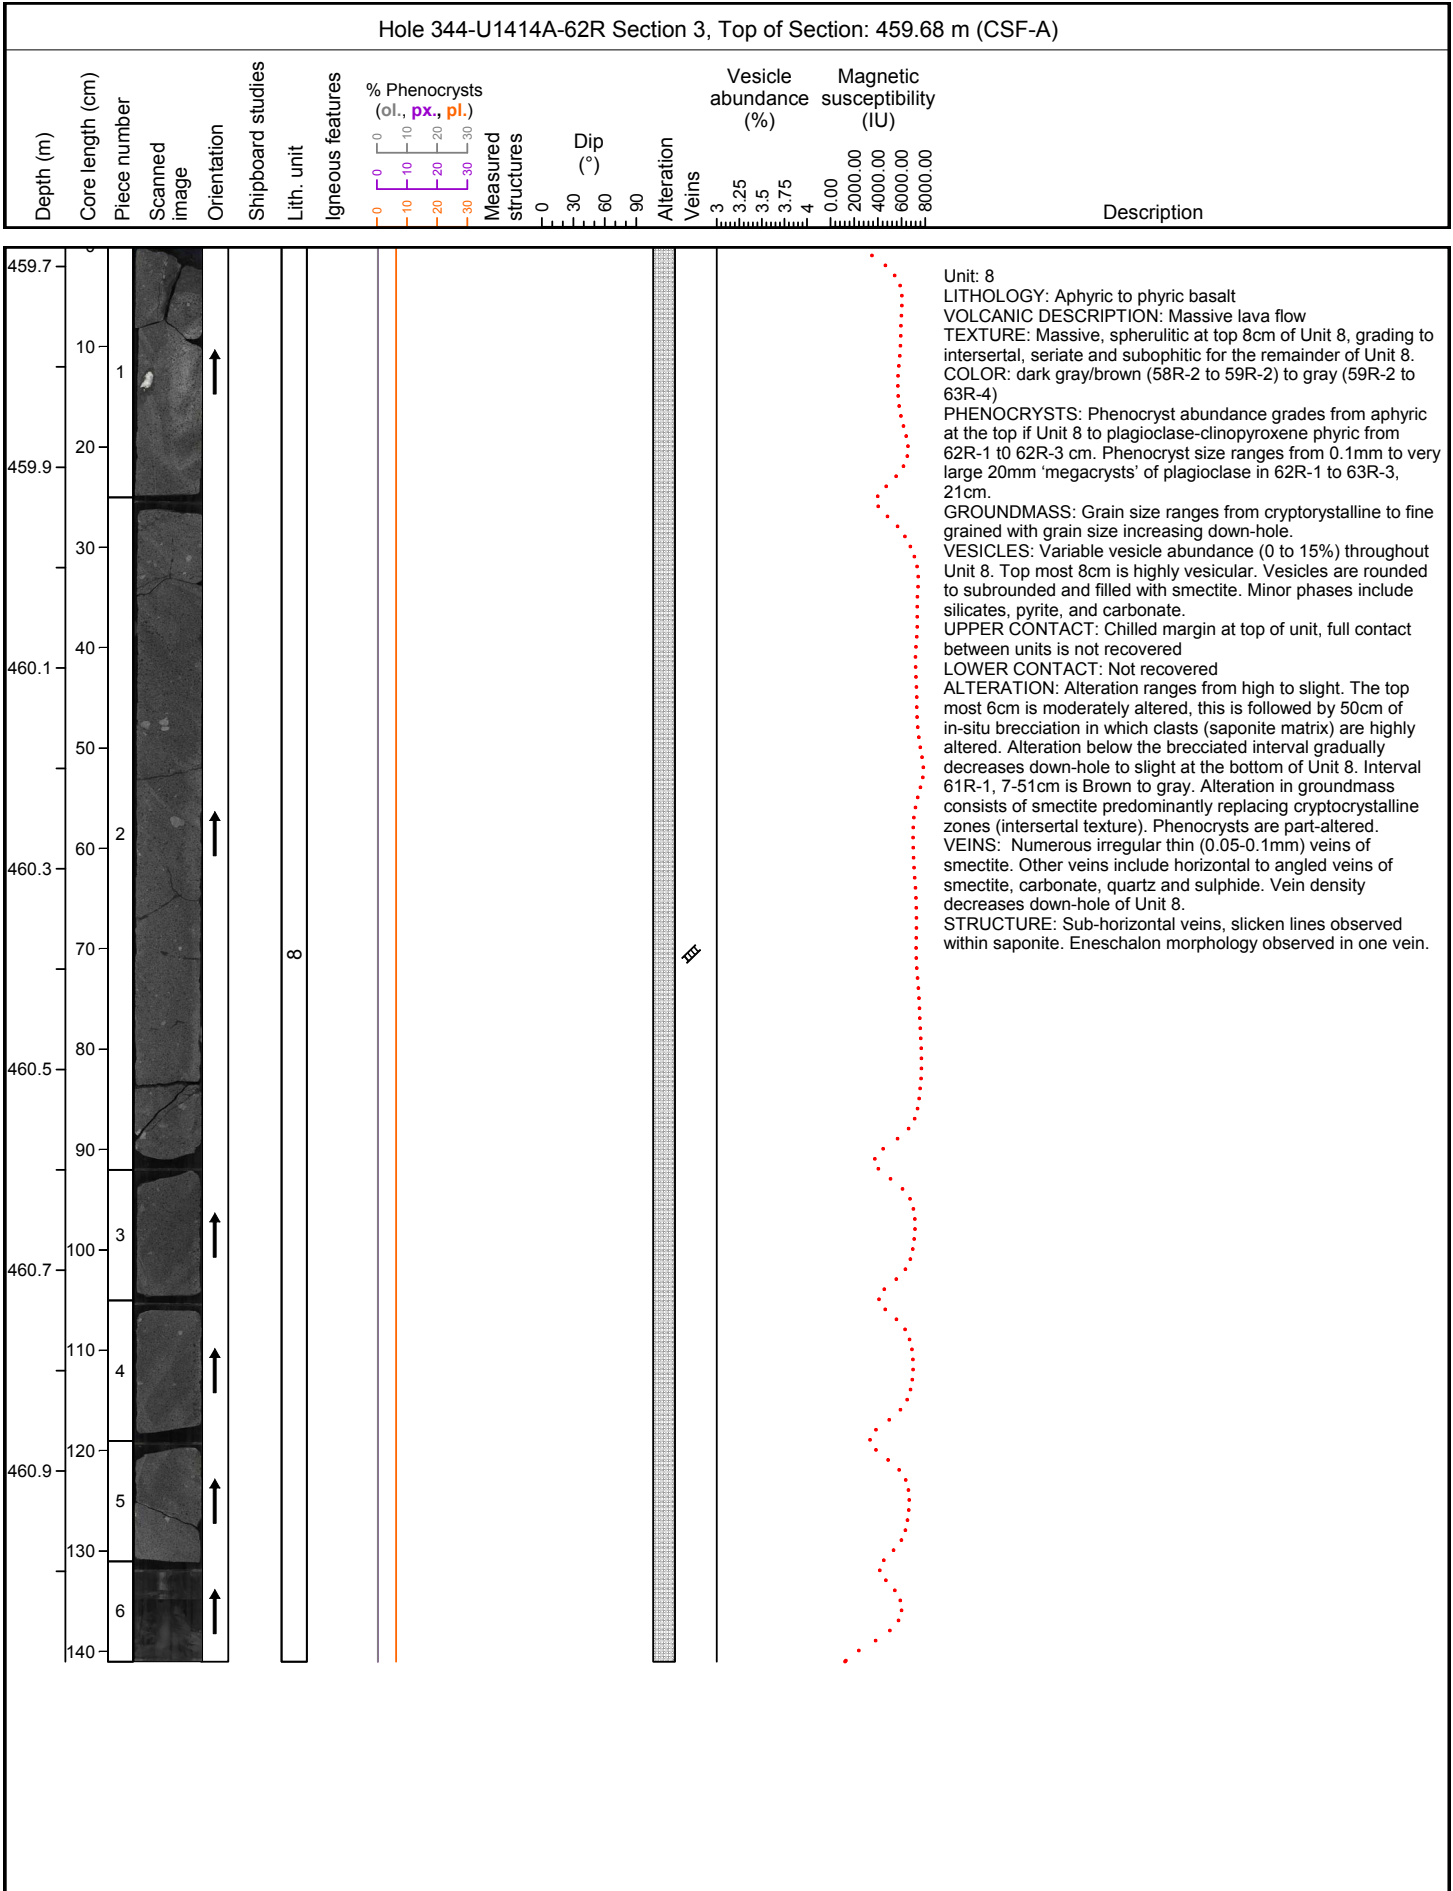 Hole 344-U1414A-62R Section 3, Top of Section: 459.68 m (CSF-A)
Depth (m)
Core length (cm)
Piece number
Scanned
image
Orientation
Shipboard studies
Lith. unit
Igneous features
% Phenocrysts
(ol., px., pl.)
0 10 20 30
0 10 20 30
0 10 20 30
Measured
structures
Dip
(°)
0 30 60 90
Alteration
Veins
Vesicle
abundance
(%)
3 3.25 3.5 3.75 4
Magnetic
susceptibility
(IU)
0.00 2000.00 4000.00 6000.00 8000.00
Description
459.7
459.9
460.1
460.3
460.5
460.7
460.9
10
20
30
40
50
60
70
80
90
100
110
120
130
140
1
2
3
4
5
6
8
Unit: 8
LITHOLOGY: Aphyric to phyric basalt
VOLCANIC DESCRIPTION: Massive lava flow
TEXTURE: Massive, spherulitic at top 8cm of Unit 8, grading to
intersertal, seriate and subophitic for the remainder of Unit 8.
COLOR: dark gray/brown (58R-2 to 59R-2) to gray (59R-2 to
63R-4)
PHENOCRYSTS: Phenocryst abundance grades from aphyric
at the top if Unit 8 to plagioclase-clinopyroxene phyric from
62R-1 t0 62R-3 cm. Phenocryst size ranges from 0.1mm to very
large 20mm ‘megacrysts’ of plagioclase in 62R-1 to 63R-3,
21cm.
GROUNDMASS: Grain size ranges from cryptorystalline to fine
grained with grain size increasing down-hole.
VESICLES: Variable vesicle abundance (0 to 15%) throughout
Unit 8. Top most 8cm is highly vesicular. Vesicles are rounded
to subrounded and filled with smectite. Minor phases include
silicates, pyrite, and carbonate.
UPPER CONTACT: Chilled margin at top of unit, full contact
between units is not recovered
LOWER CONTACT: Not recovered
ALTERATION: Alteration ranges from high to slight. The top
most 6cm is moderately altered, this is followed by 50cm of
in-situ brecciation in which clasts (saponite matrix) are highly
altered. Alteration below the brecciated interval gradually
decreases down-hole to slight at the bottom of Unit 8. Interval
61R-1, 7-51cm is Brown to gray. Alteration in groundmass
consists of smectite predominantly replacing cryptocrystalline
zones (intersertal texture). Phenocrysts are part-altered.
VEINS: Numerous irregular thin (0.05-0.1mm) veins of
smectite. Other veins include horizontal to angled veins of
smectite, carbonate, quartz and sulphide. Vein density
decreases down-hole of Unit 8.
STRUCTURE: Sub-horizontal veins, slicken lines observed
within saponite. Eneschalon morphology observed in one vein.